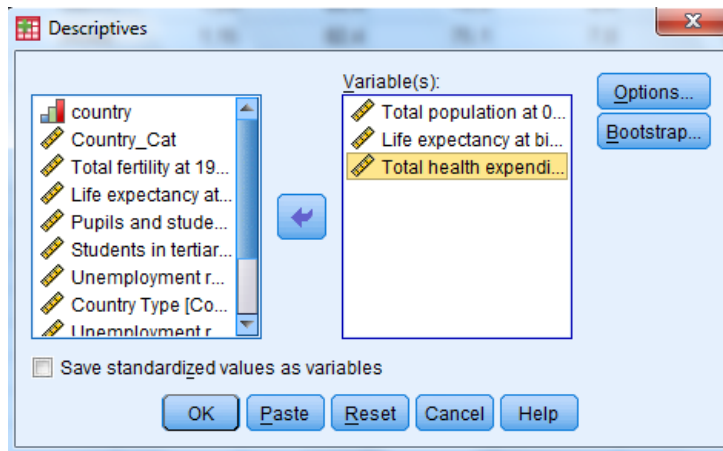 Descriptives
Variable(s):
country
Country_Cat
Total fertility at 19...
Life expectancy at...
Pupils and stude...
Students in tertiar...
Unemployment r...
Country Type [Co...
Unemployment r
Total population at 0...
Life expectancy at bi...
Total health expendi...
Options...
Bootstrap...
Save standardized values as variables
OK
Paste
Reset
Cancel
Help